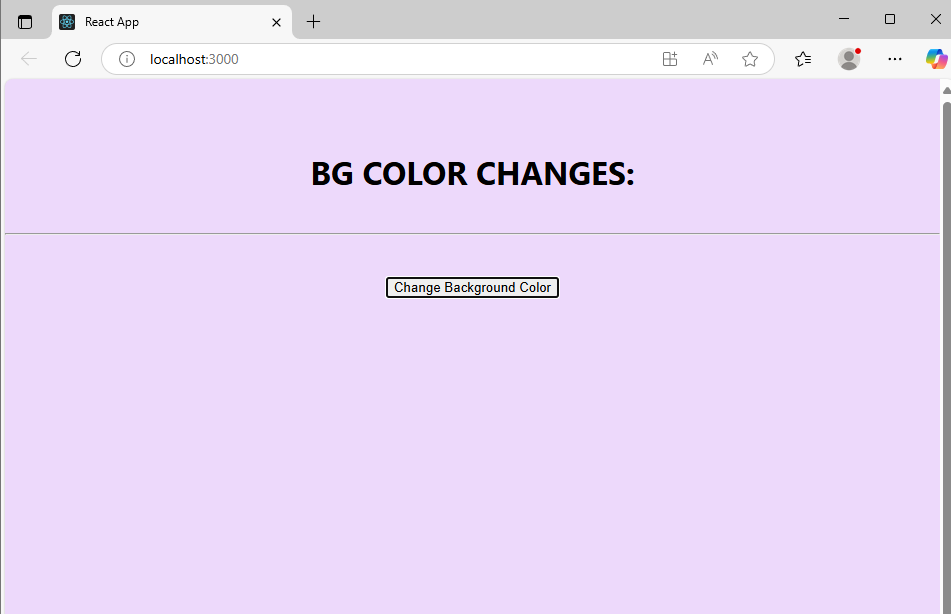 React App
localhost:3000
BG COLOR CHANGES:
Change Background Color